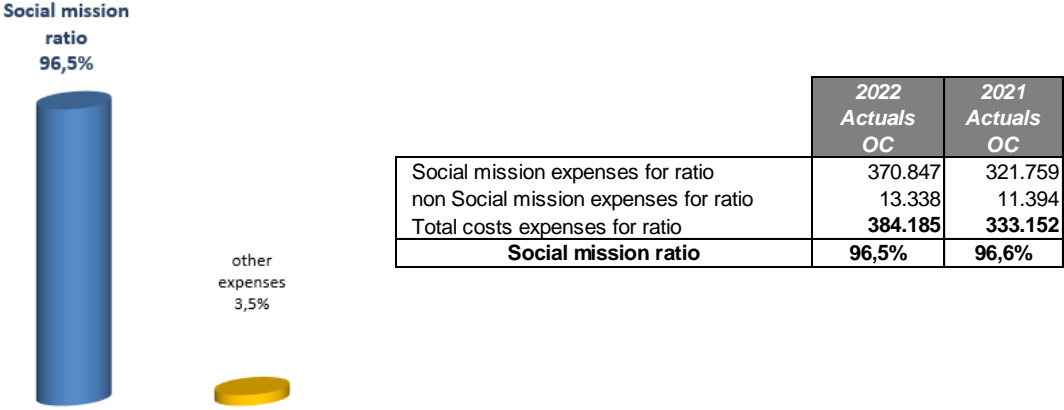 Social mission
ratio
96,5%
other
expenses
3,5%
2022 2021
Actuals Actuals
OC OC
Social mission expenses for ratio 370.847 321.759
non Social mission expenses for ratio 13.338 11.394
Total costs expenses for ratio 384.185 333.152
Social mission ratio 96,5% 96,6%